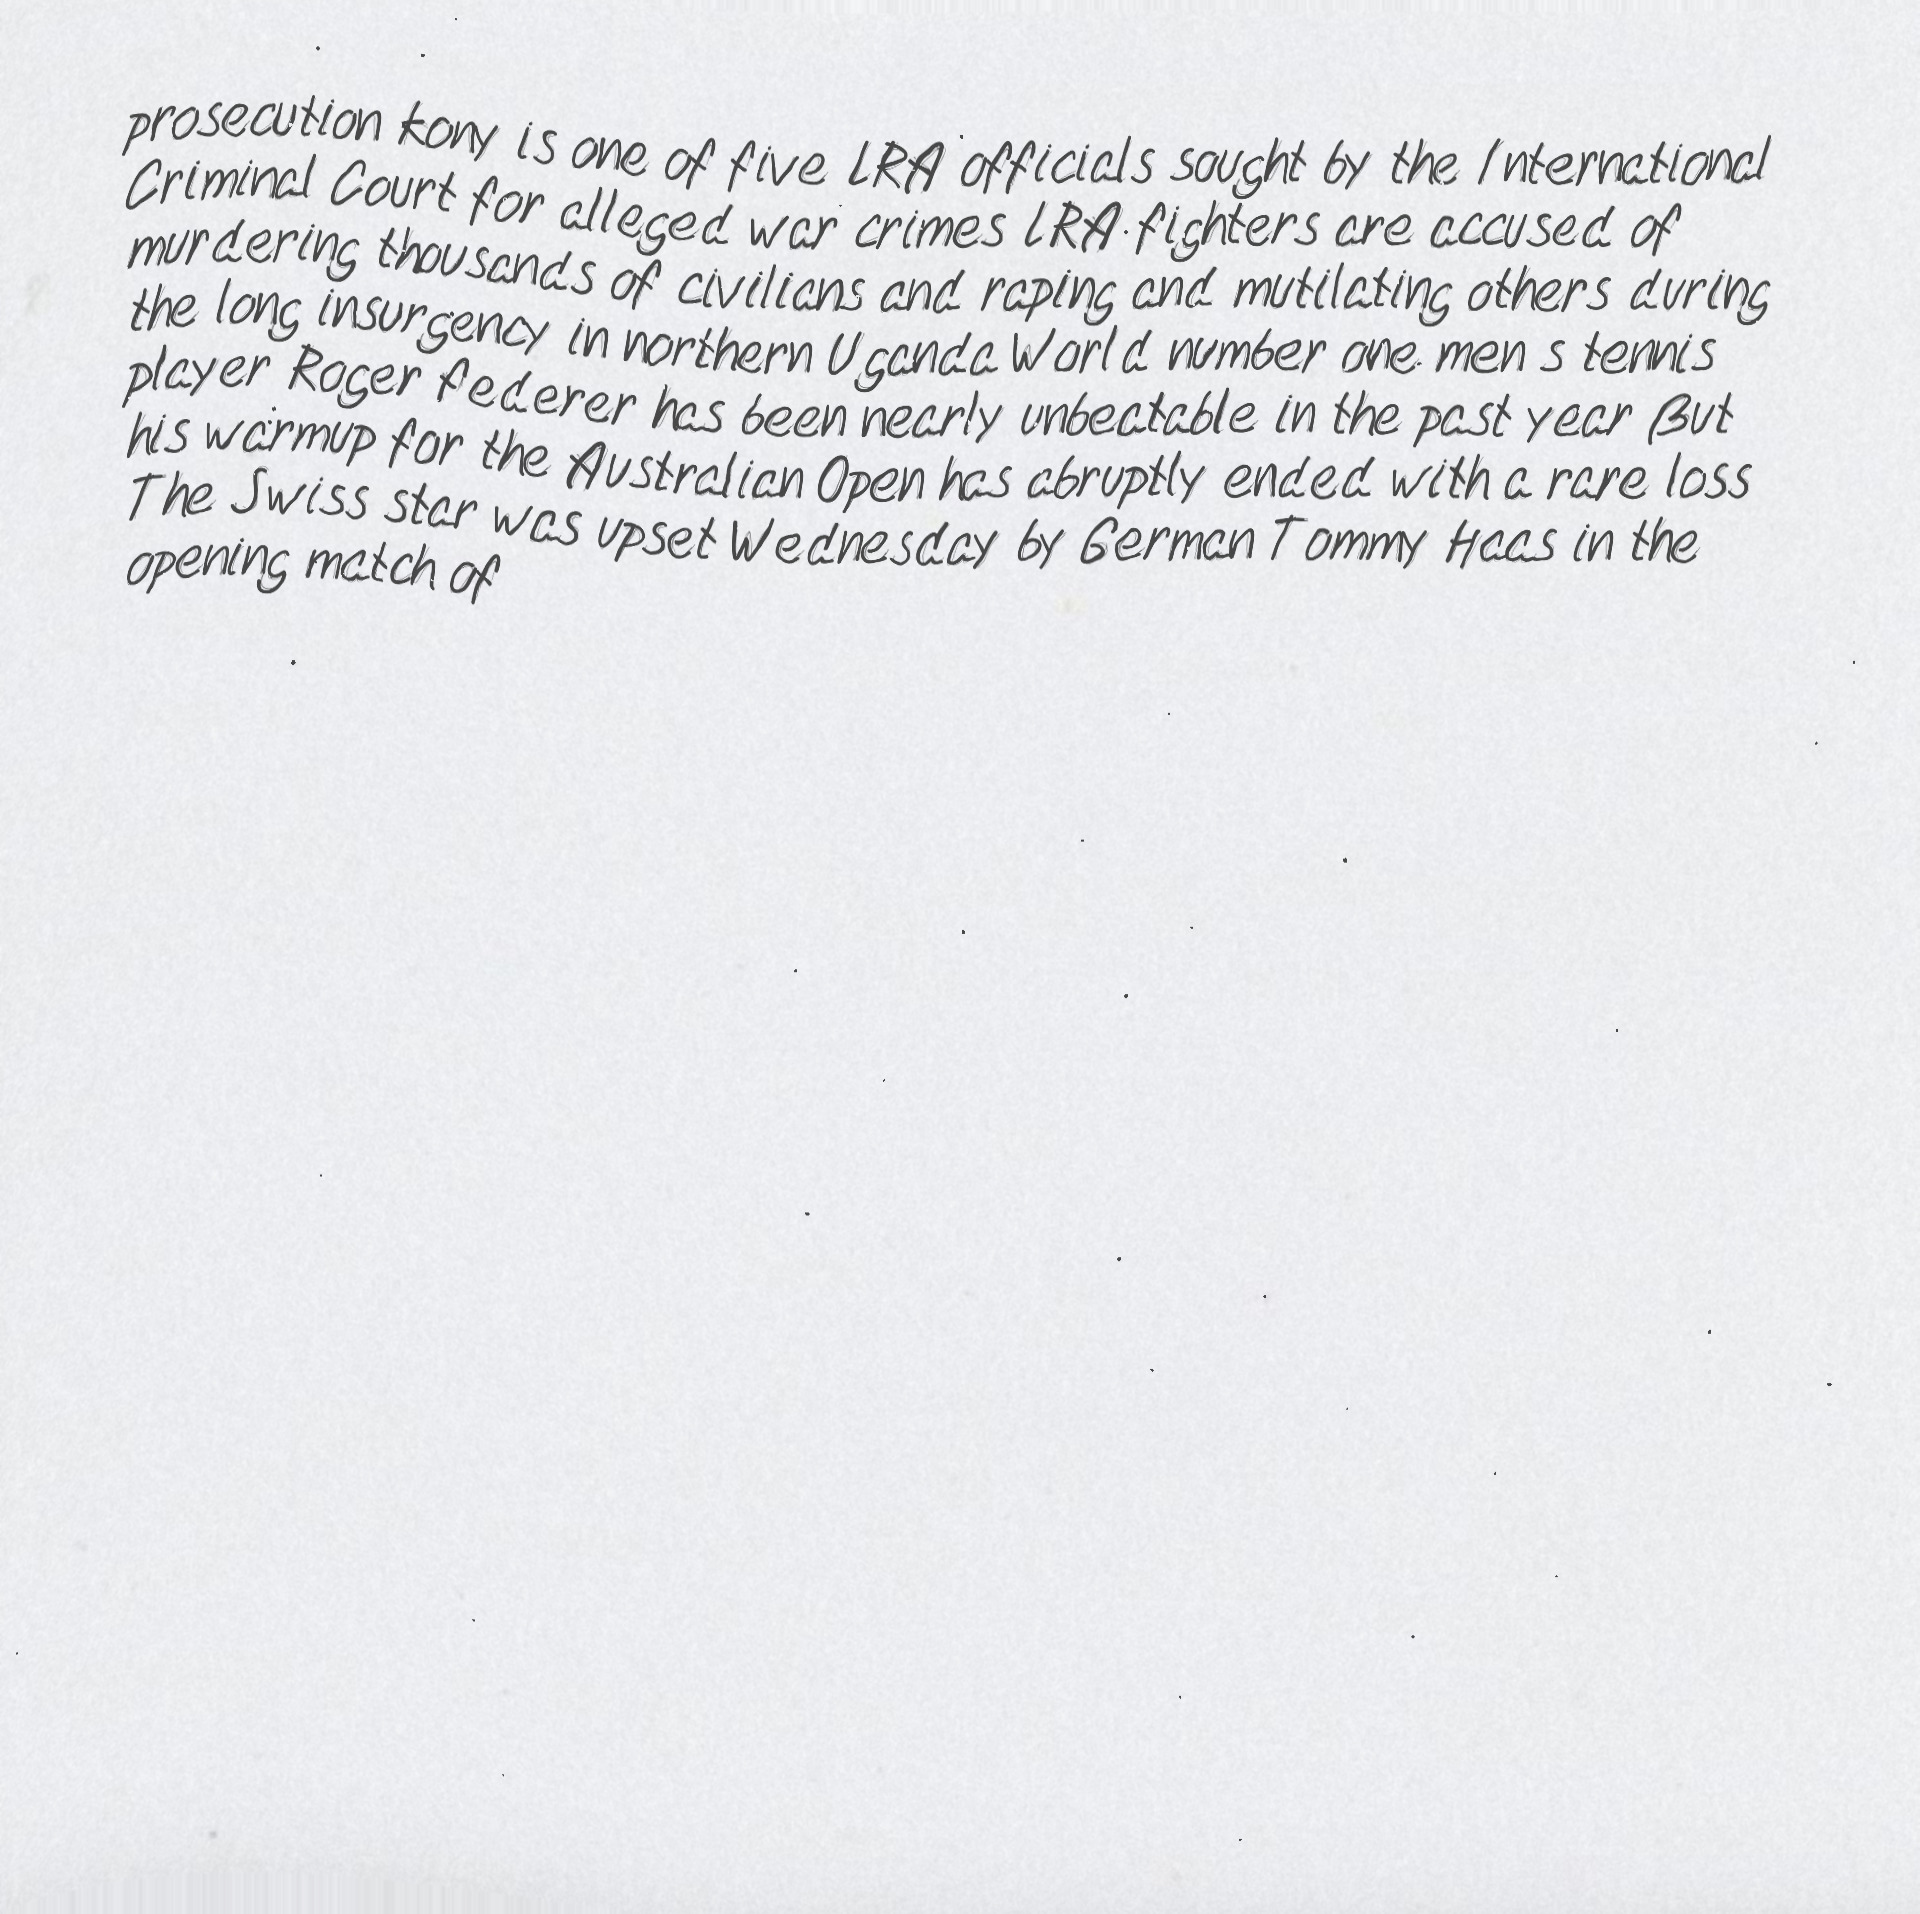 prosecution Kony is one of five LRA officials sought by the International
Criminal Court for alleged war crimes LRA fighters are accused of
murdering thousands of civilians and raping and mutilating others during
the long insurgency in northern Uganda World number one men s tennis
player Roger Federer has been nearly unbeatable in the past year But
his warmup for the Australian Open has abruptly ended with a rare loss
The Swiss star was upset Wednesday by German Tommy Haas in the
opening match of